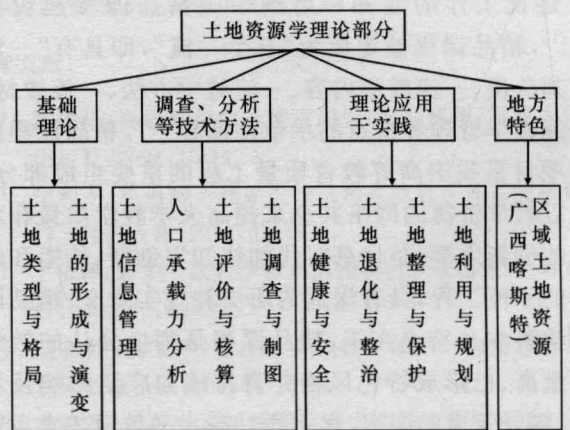 土地资源学理论部分
基础
理论
调查、分析
等技术方法
理论应用
于实践
地方
特色
土地类型与格局
土地的形成与演变
土地信息管理
人口承载力分析
土地评价与核算
土地调查与制图
土地健康与安全
土地退化与整治
土地整理与保护
土地利用与规划
区域土地资源
(广西喀斯特)